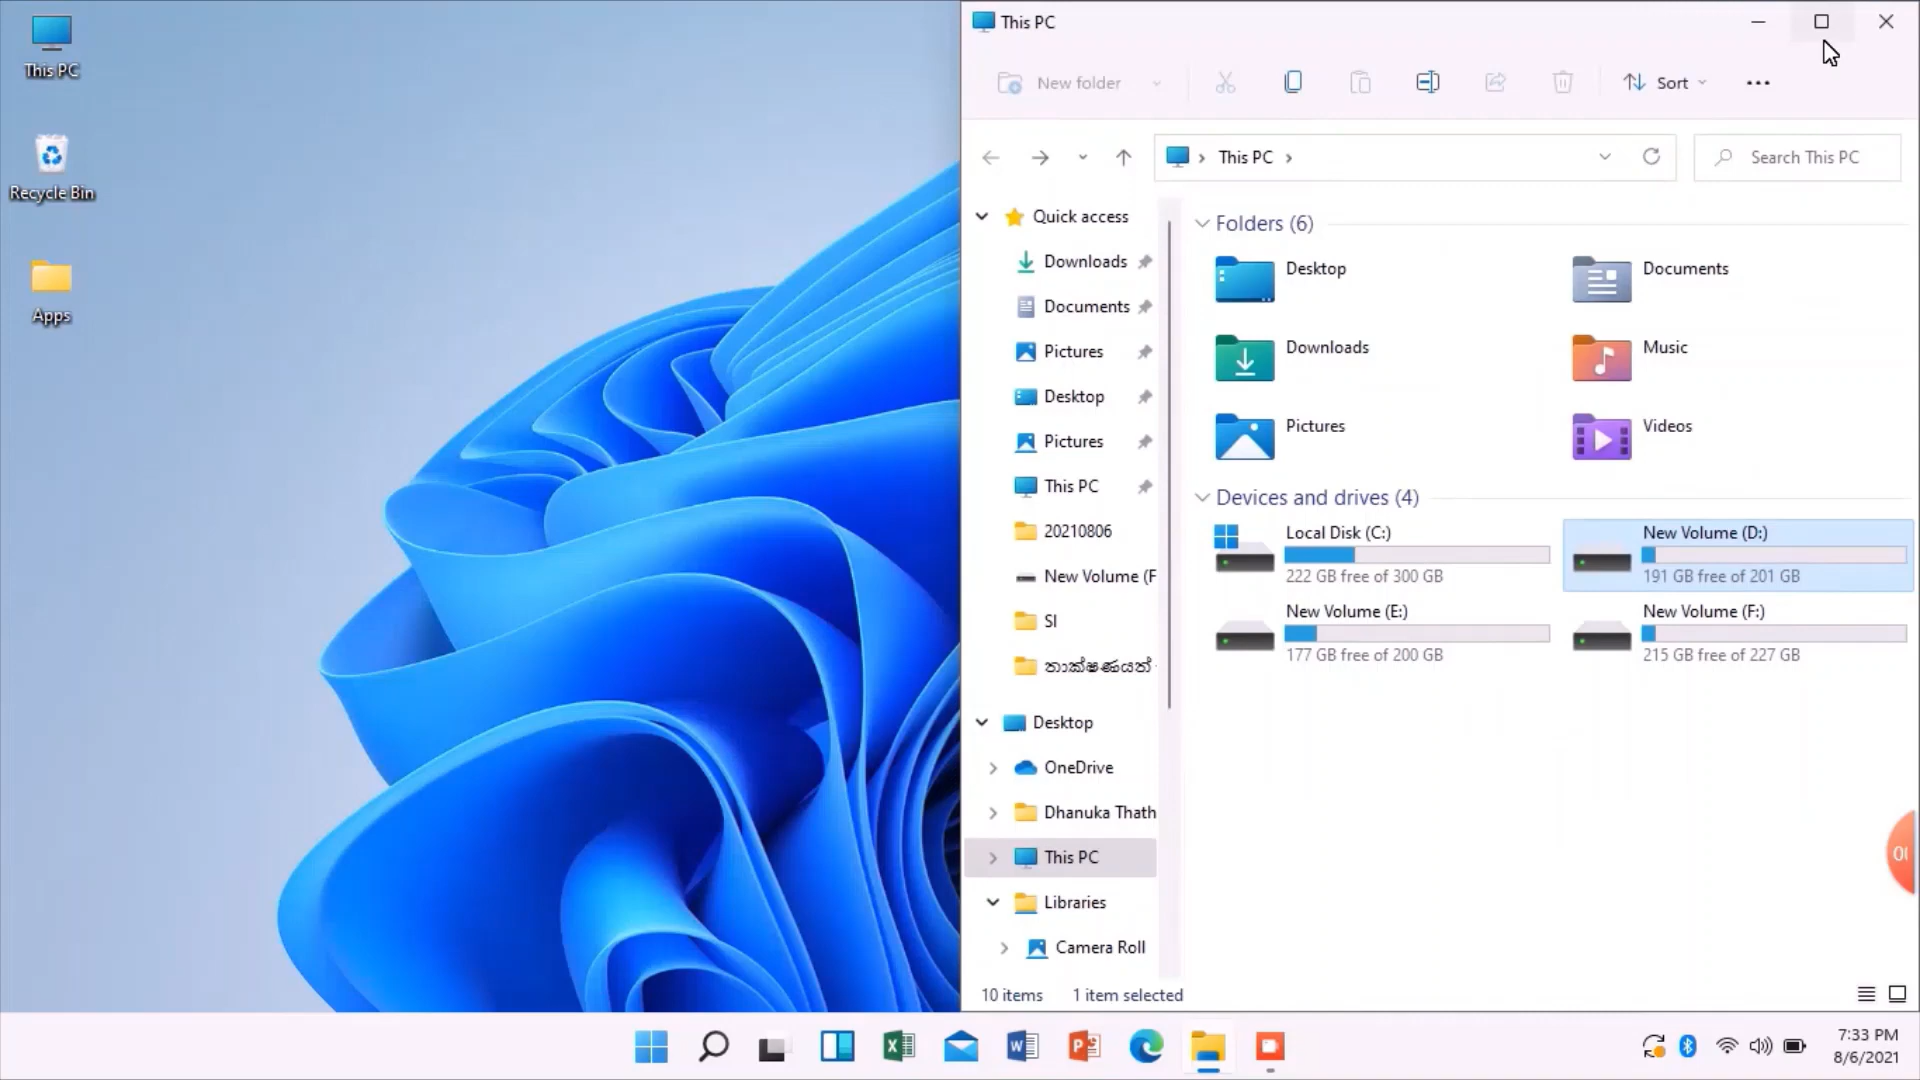 This PC
Recycle Bin
Apps
This PC
New folder
Sort
This PC
Search This PC
Quick access
Downloads
Documents
Pictures
Desktop
Pictures
This PC
20210806
New Volume (F
SI
තාක්ෂණයත්
Desktop
OneDrive
Dhanuka Thath
This PC
Libraries
Camera Roll
Folders (6)
Desktop
Documents
Downloads
Music
Pictures
Videos
Devices and drives (4)
Local Disk (C:)
222 GB free of 300 GB
New Volume (D:)
191 GB free of 201 GB
New Volume (E:)
177 GB free of 200 GB
New Volume (F:)
215 GB free of 227 GB
10 items 1 item selected
7:33 PM
8/6/2021